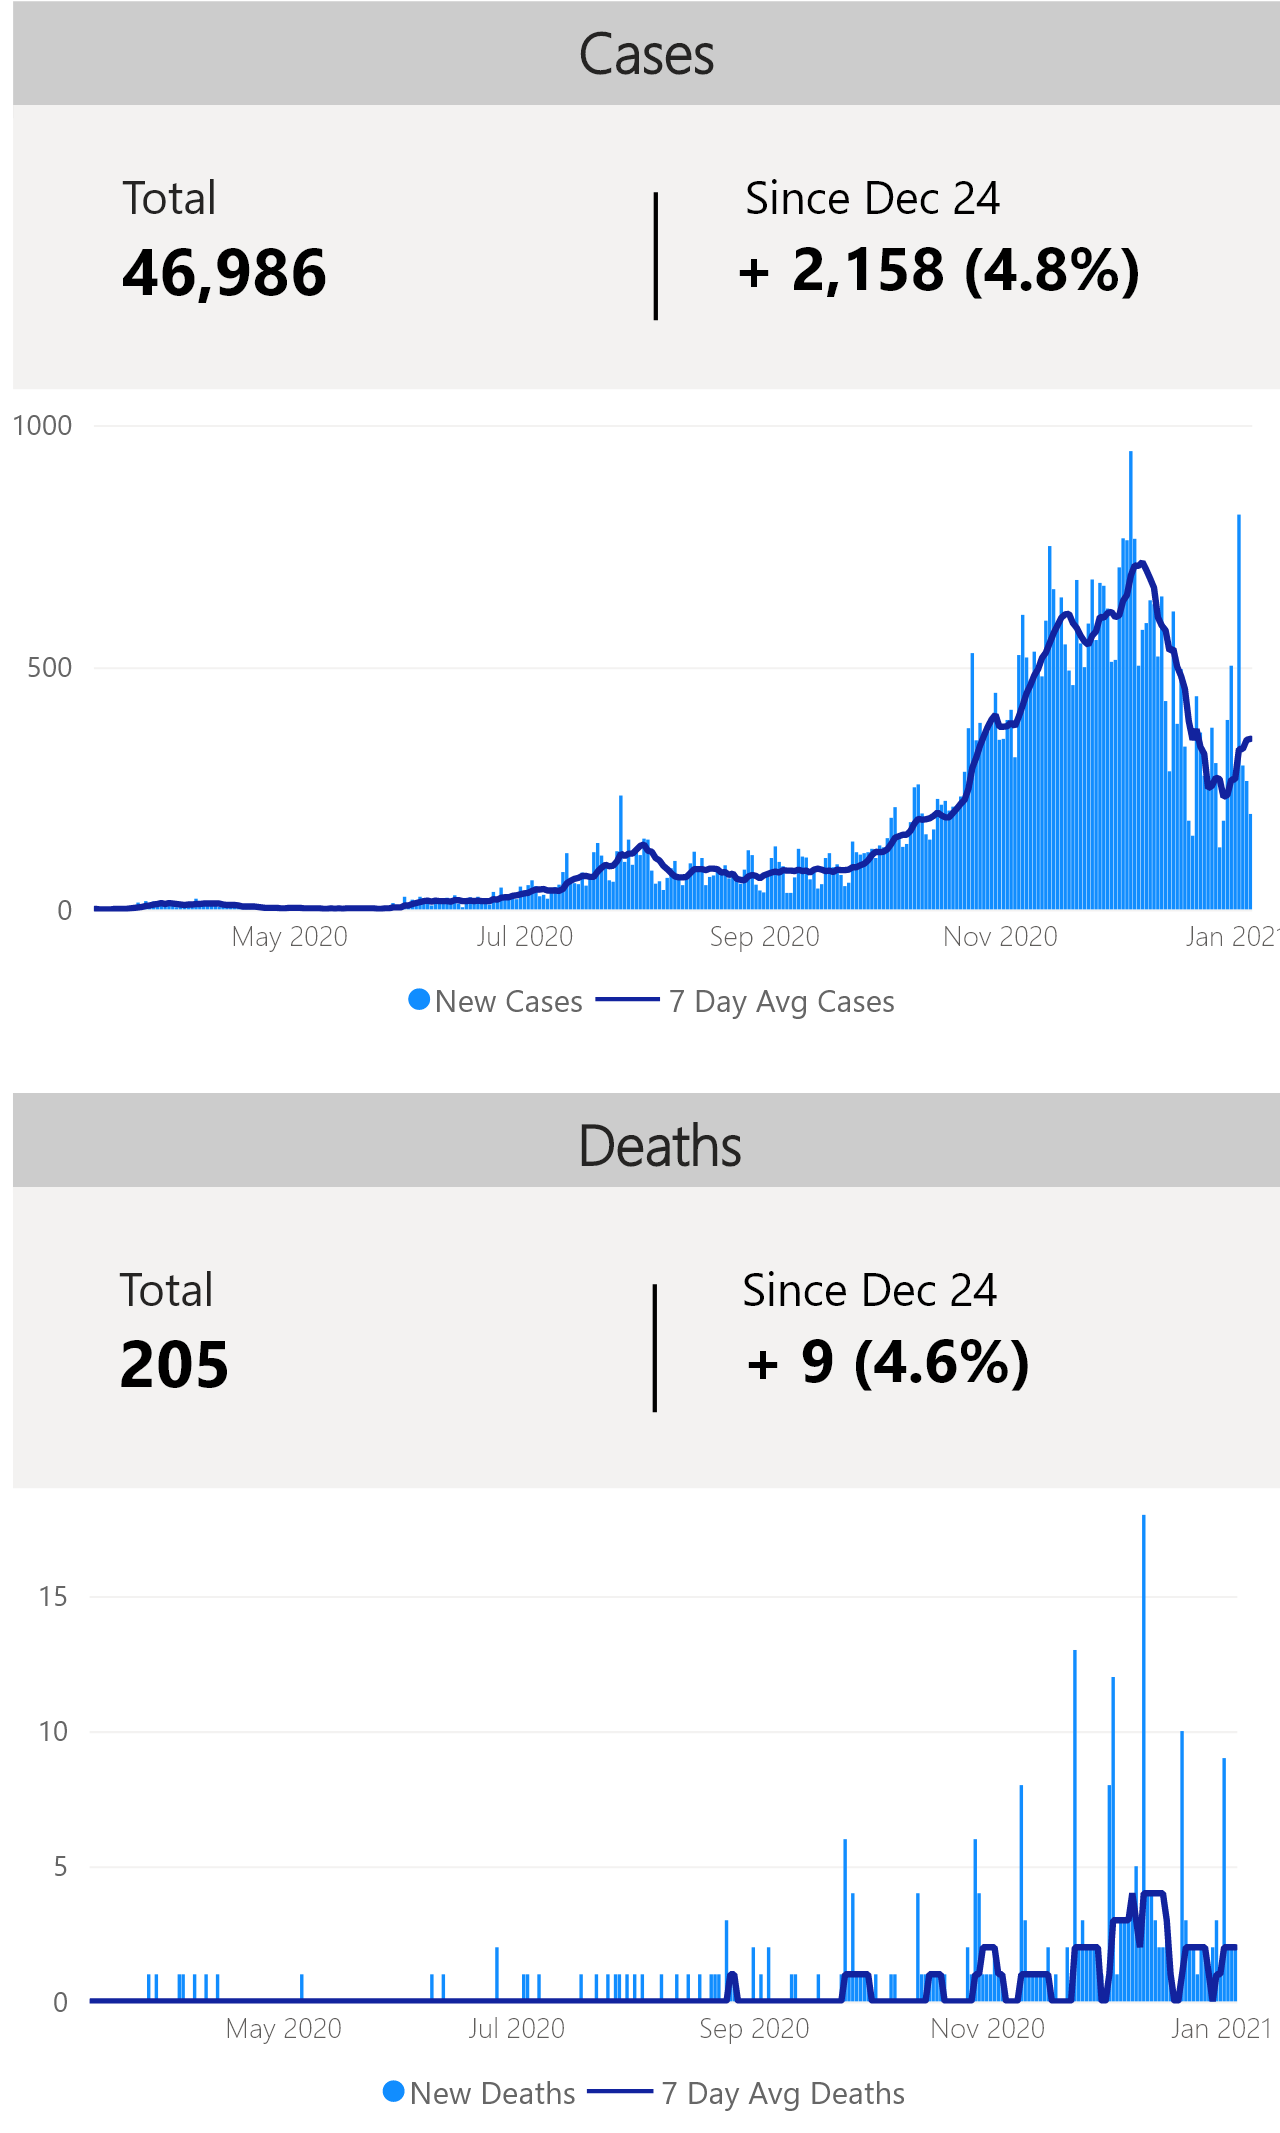 Cases
Total
Since Dec 24
46,986
+ 2,158 (4.8%)
1000
500
0
May 2020 Jul 2020 Sep 2020 Nov 2020 Jan 2021
New Cases 7 Day Avg Cases
Deaths
Total
Since Dec 24
205
+ 9 (4.6%)
15
10
5
0
May 2020 Jul 2020 Sep 2020 Nov 2020 Jan 2021
New Deaths 7 Day Avg Deaths